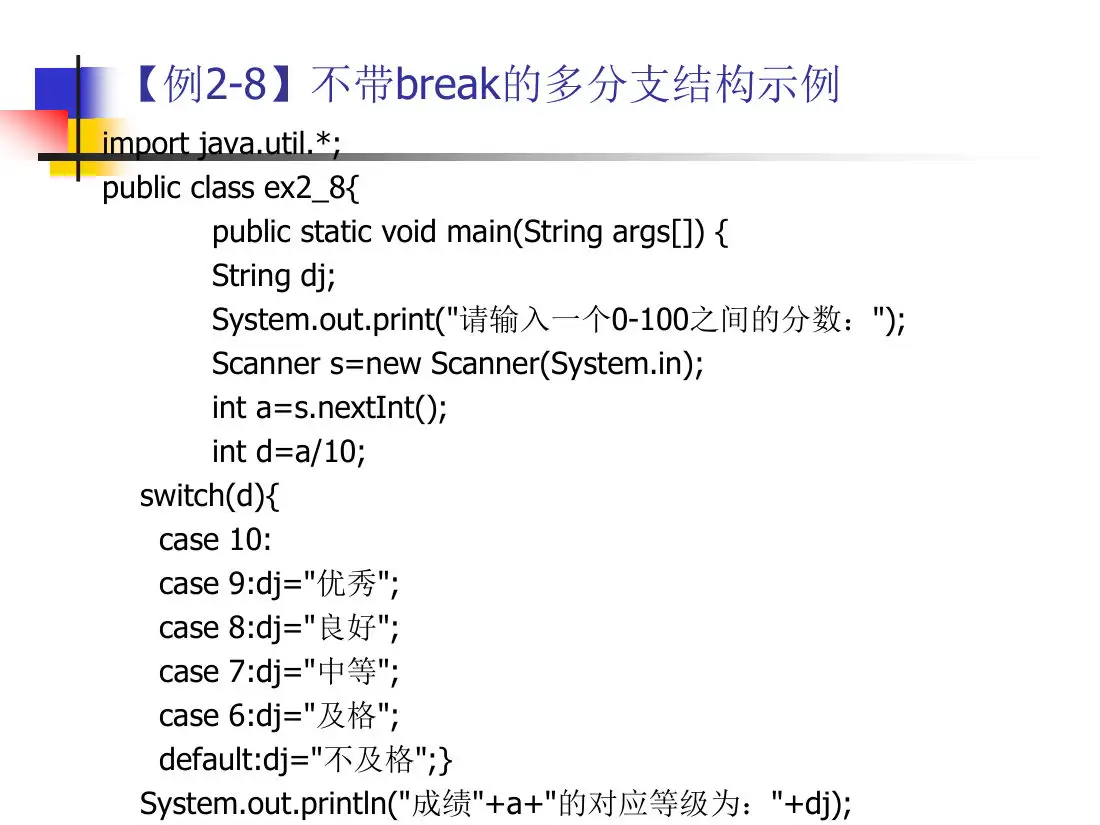 【例2-8】不带break的多分支结构示例
import java.util.*;
public class ex2_8{
public static void main(String args[]) {
String dj;
System.out.print("请输入一个0-100之间的分数：");
Scanner s=new Scanner(System.in);
int a=s.nextInt();
int d=a/10;
switch(d){
case 10:
case 9:dj="优秀";
case 8:dj="良好";
case 7:dj="中等";
case 6:dj="及格";
default:dj="不及格";}
System.out.println("成绩"+a+"的对应等级为："+dj);